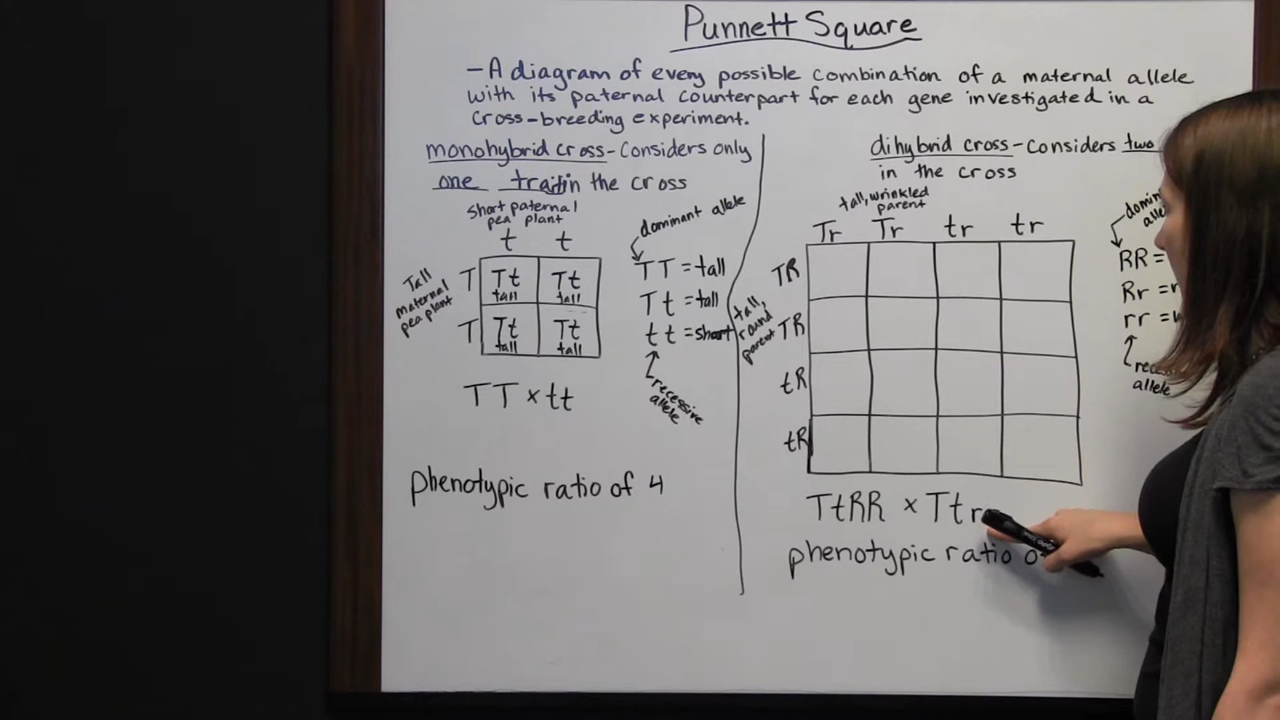 Punnett Square
-A diagram of every possible combination of a maternal allele
with its paternal counterpart for each gene investigated in a
cross-breeding experiment.
monohybrid cross-considers only
one trait in the cross
short paternal
pea plant
t t
Tall
maternal
pea plant
T Tt Tt
tall tall
T Tt Tt
tall tall
TT × tt
dominant allele
TT = tall
Tt = tall
tt = short
recessive
allele
phenotypic ratio of 4
dihybrid cross-considers two
in the cross
tall, wrinkled
parent
Tr Tr tr tr
tall,
round
parent
TR
TR
tR
tR
RR =
Rr =
rr =
allele
TtRR × Ttr
phenotypic ratio